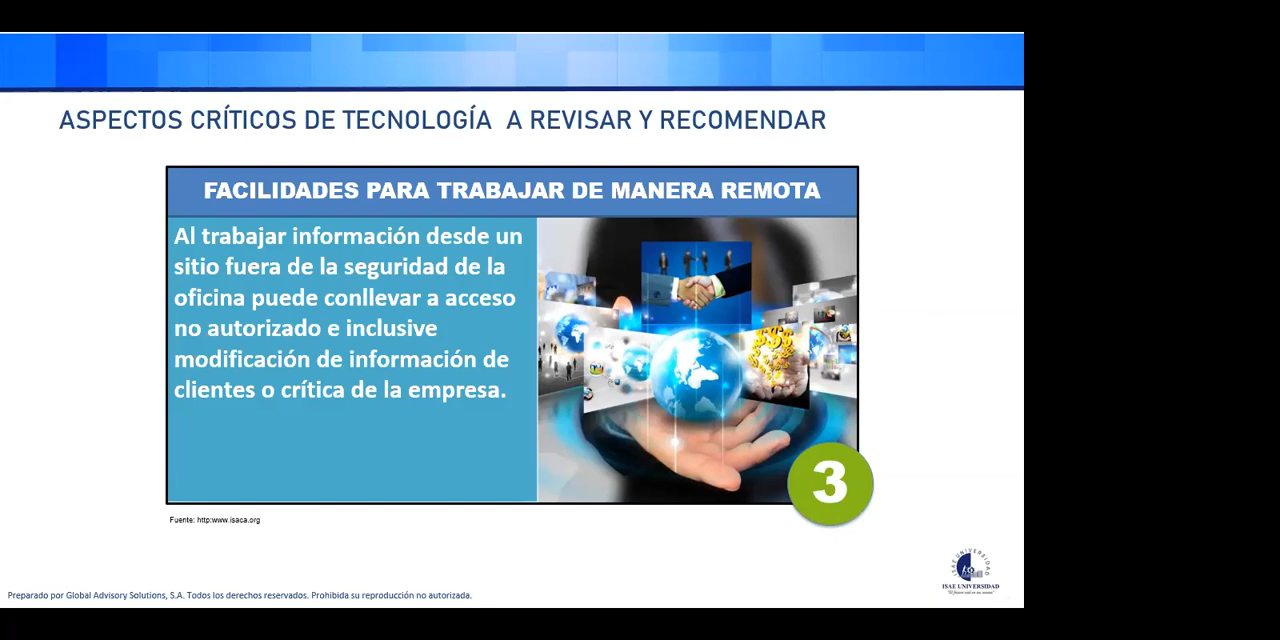 ASPECTOS CRÍTICOS DE TECNOLOGÍA A REVISAR Y RECOMENDAR
FACILIDADES PARA TRABAJAR DE MANERA REMOTA
Al trabajar información desde un
sitio fuera de la seguridad de la
oficina puede conllevar a acceso
no autorizado e inclusive
modificación de información de
clientes o crítica de la empresa.
$$$
3
Fuente: http:www.isaca.org
ISAE UNIVERSIDAD
ISAE UNIVERSIDAD
Preparado por Global Advisory Solutions, S.A. Todos los derechos reservados. Prohibida su reproducción no autorizada.